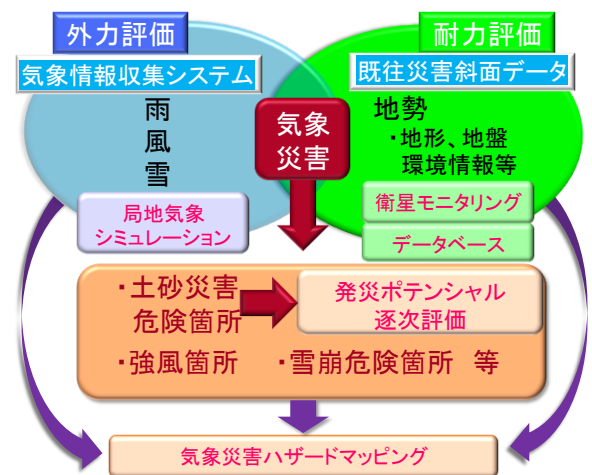 外力評価
耐力評価
気象情報収集システム
既往災害斜面データ
雨
風
雪
気象
災害
地勢
・地形、地盤
環境情報等
局地気象
シミュレーション
衛星モニタリング
データベース
・土砂災害
危険箇所
発災ポテンシャル
逐次評価
・強風箇所
・雪崩危険箇所 等
気象災害ハザードマッピング